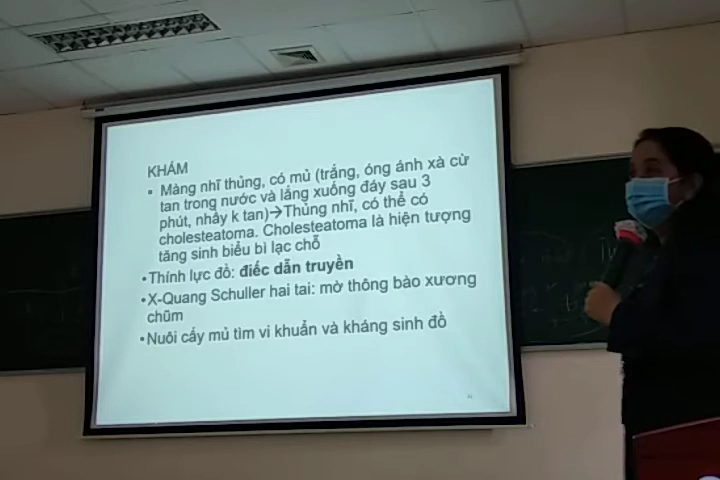 KHÁM
• Màng nhĩ thủng, có mủ (trắng, óng ánh xà cừ
tan trong nước và lắng xuống đáy sau 3
phút, nhầy k tan)→Thủng nhĩ, có thể có
cholesteatoma. Cholesteatoma là hiện tượng
tăng sinh biểu bì lạc chỗ
•Thính lực đồ: điếc dẫn truyền
•X-Quang Schuller hai tai: mờ thông bào xương
chũm
•Nuôi cấy mủ tìm vi khuẩn và kháng sinh đồ